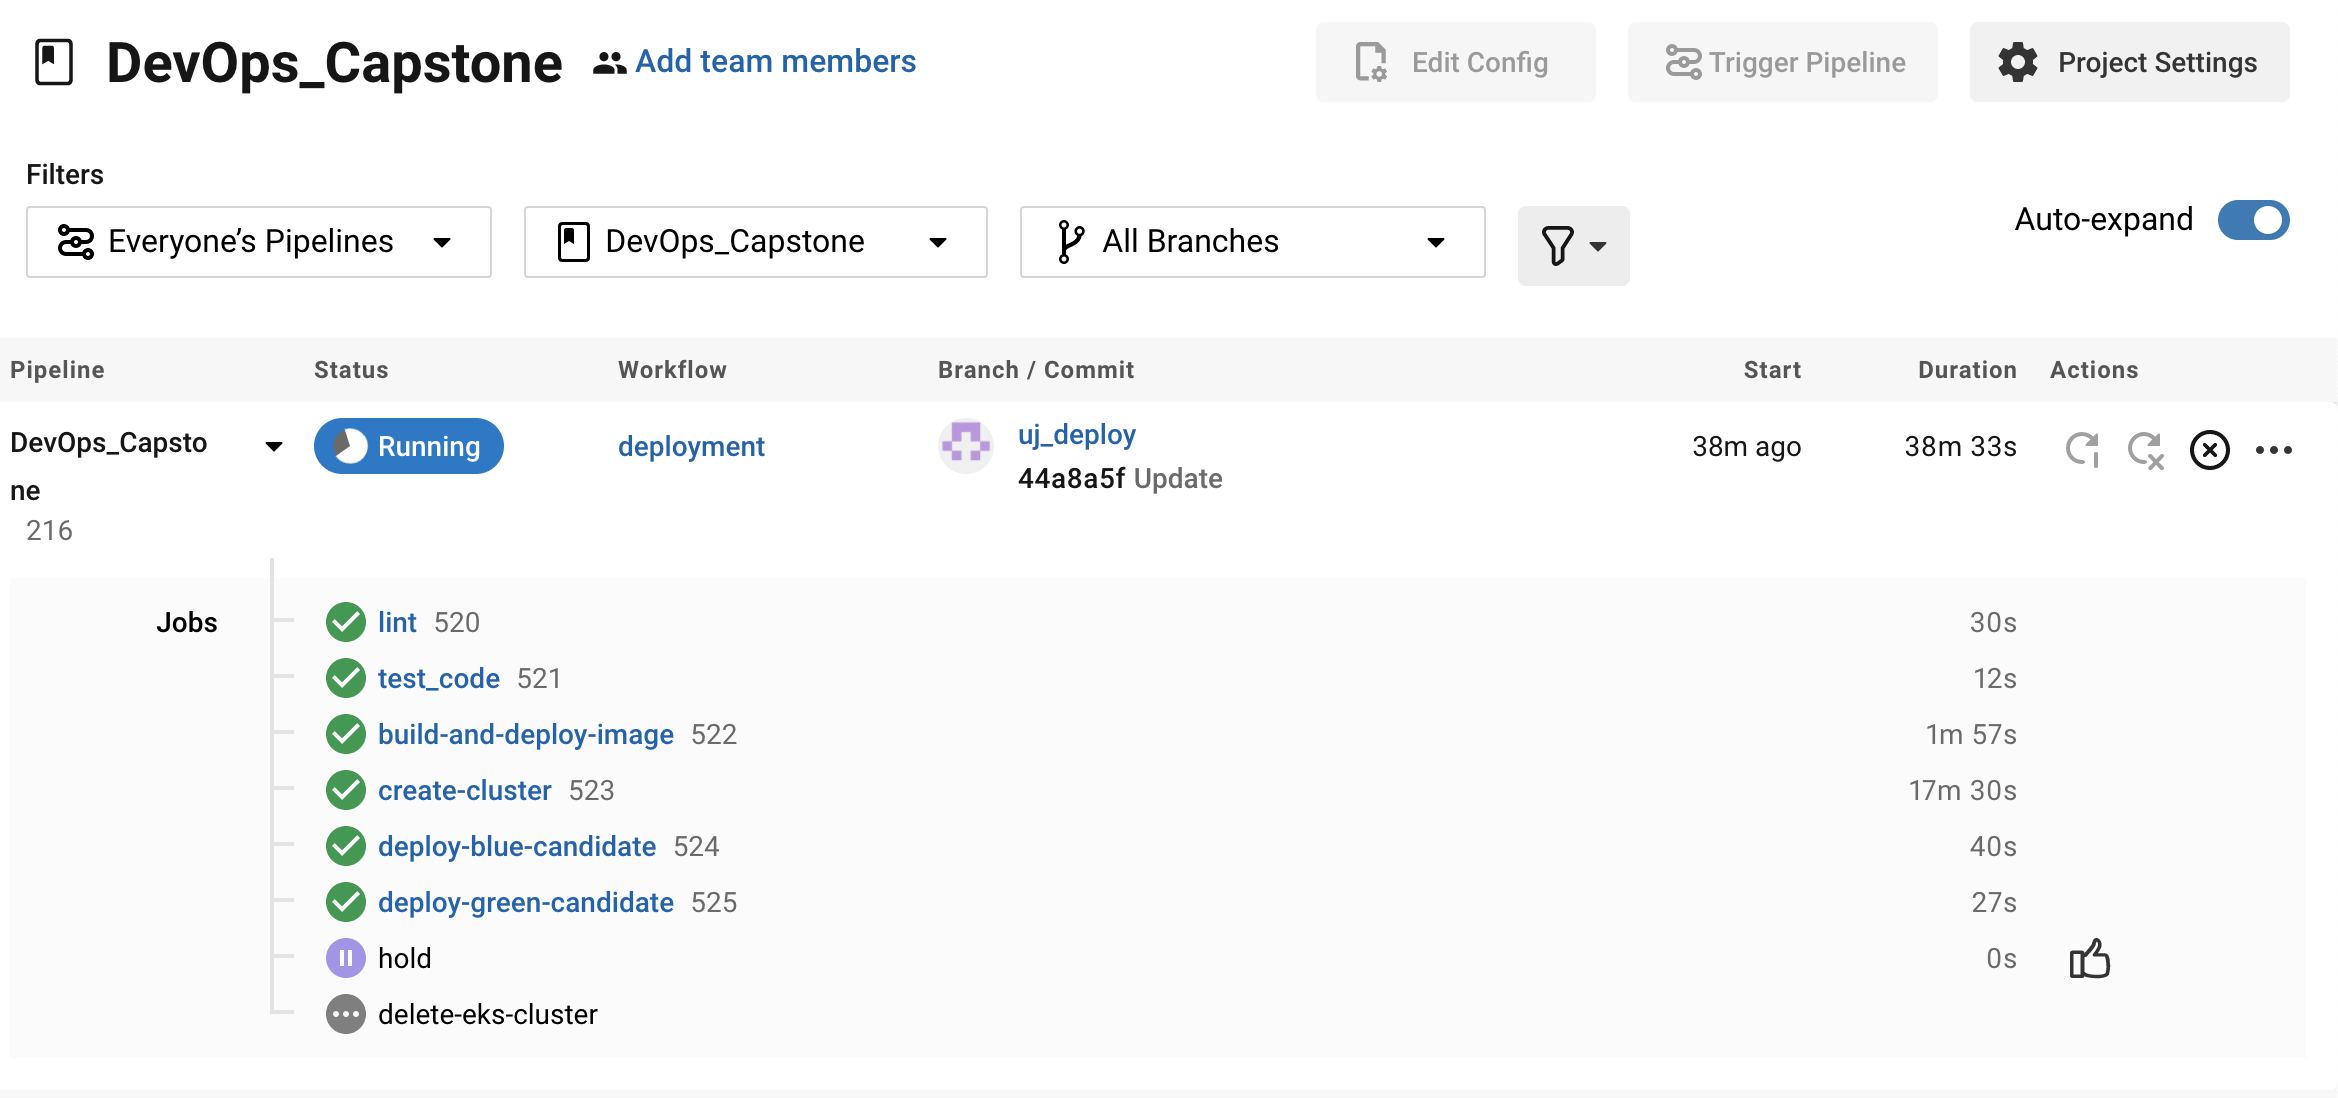 DevOps_Capstone Add team members Edit Config Trigger Pipeline Project Settings
Filters
Everyone’s Pipelines DevOps_Capstone All Branches Auto-expand
Pipeline Status Workflow Branch / Commit Start Duration Actions
DevOps_Capsto
ne
216
Running deployment uj_deploy
44a8a5f Update
38m ago 38m 33s
Jobs
lint 520 30s
test_code 521 12s
build-and-deploy-image 522 1m 57s
create-cluster 523 17m 30s
deploy-blue-candidate 524 40s
deploy-green-candidate 525 27s
hold 0s
delete-eks-cluster